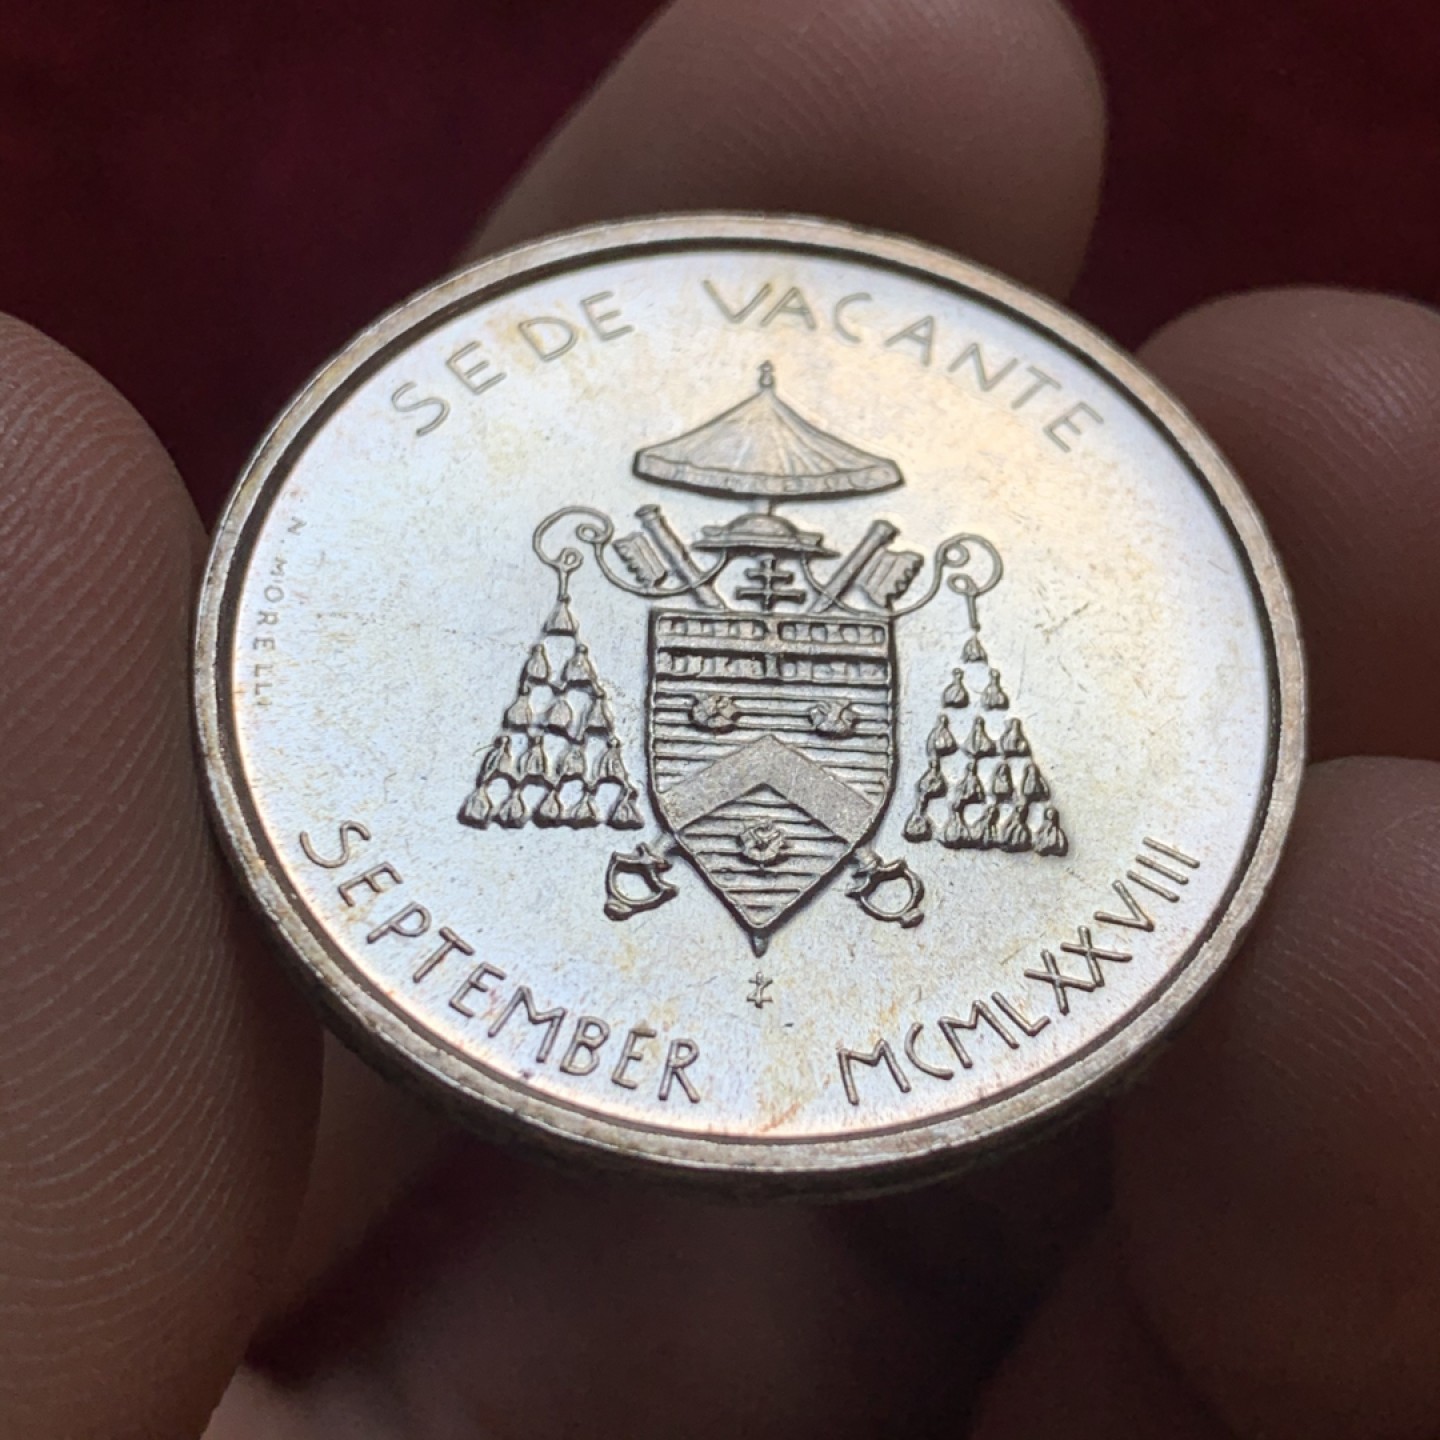 SEDE VACANTE
N. MORELLI
SEPTEMBER MCMLXXVIII